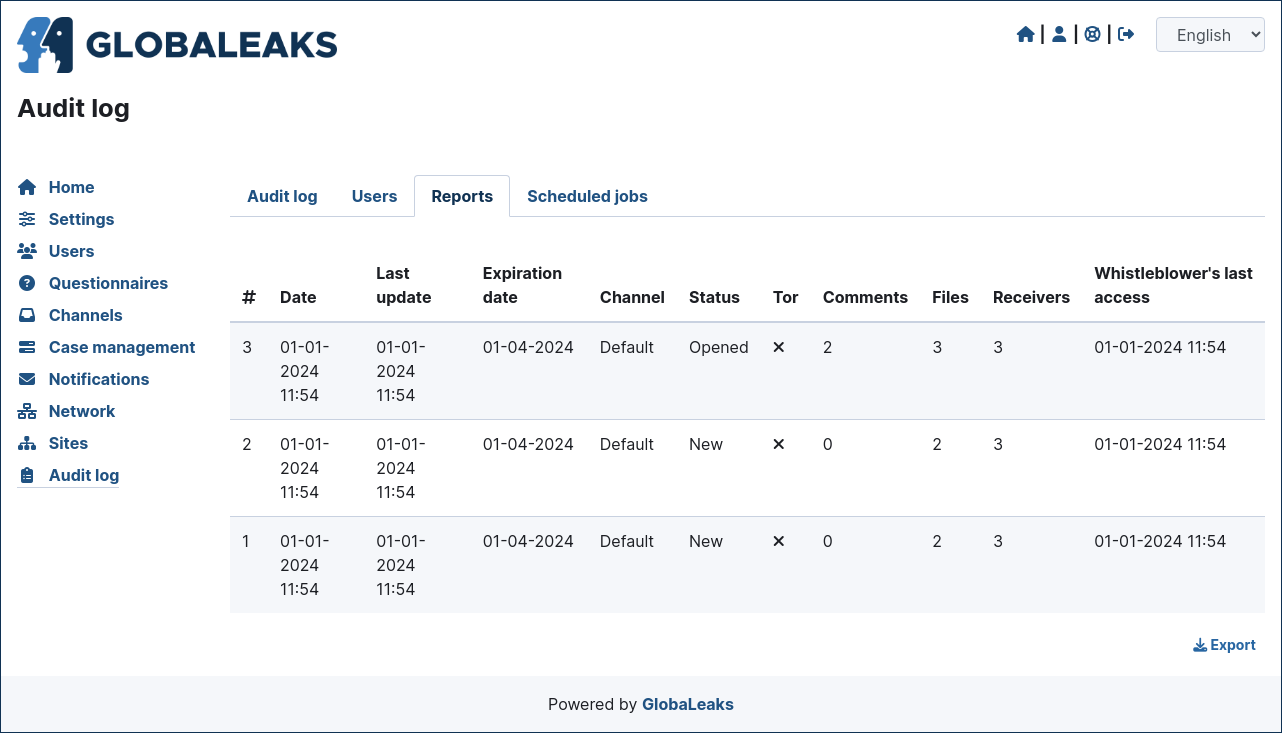 GLOBALEAKS
| | |
English
Audit log
Home
Settings
Users
Questionnaires
Channels
Case management
Notifications
Network
Sites
Audit log
Audit log Users Reports Scheduled jobs
# Date Last update Expiration date Channel Status Tor Comments Files Receivers Whistleblower's last access
3 01-01-2024 11:54 01-01-2024 11:54 01-04-2024 Default Opened 2 3 3 01-01-2024 11:54
2 01-01-2024 11:54 01-01-2024 11:54 01-04-2024 Default New 0 2 3 01-01-2024 11:54
1 01-01-2024 11:54 01-01-2024 11:54 01-04-2024 Default New 0 2 3 01-01-2024 11:54
Export
Powered by GlobaLeaks